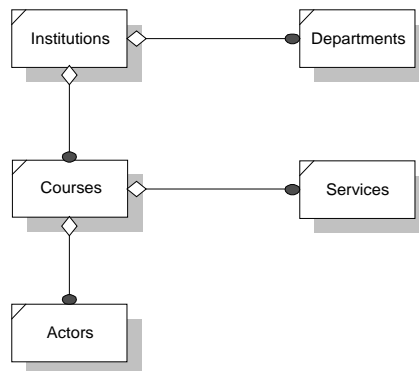 Institutions
Departments
Courses
Services
Actors